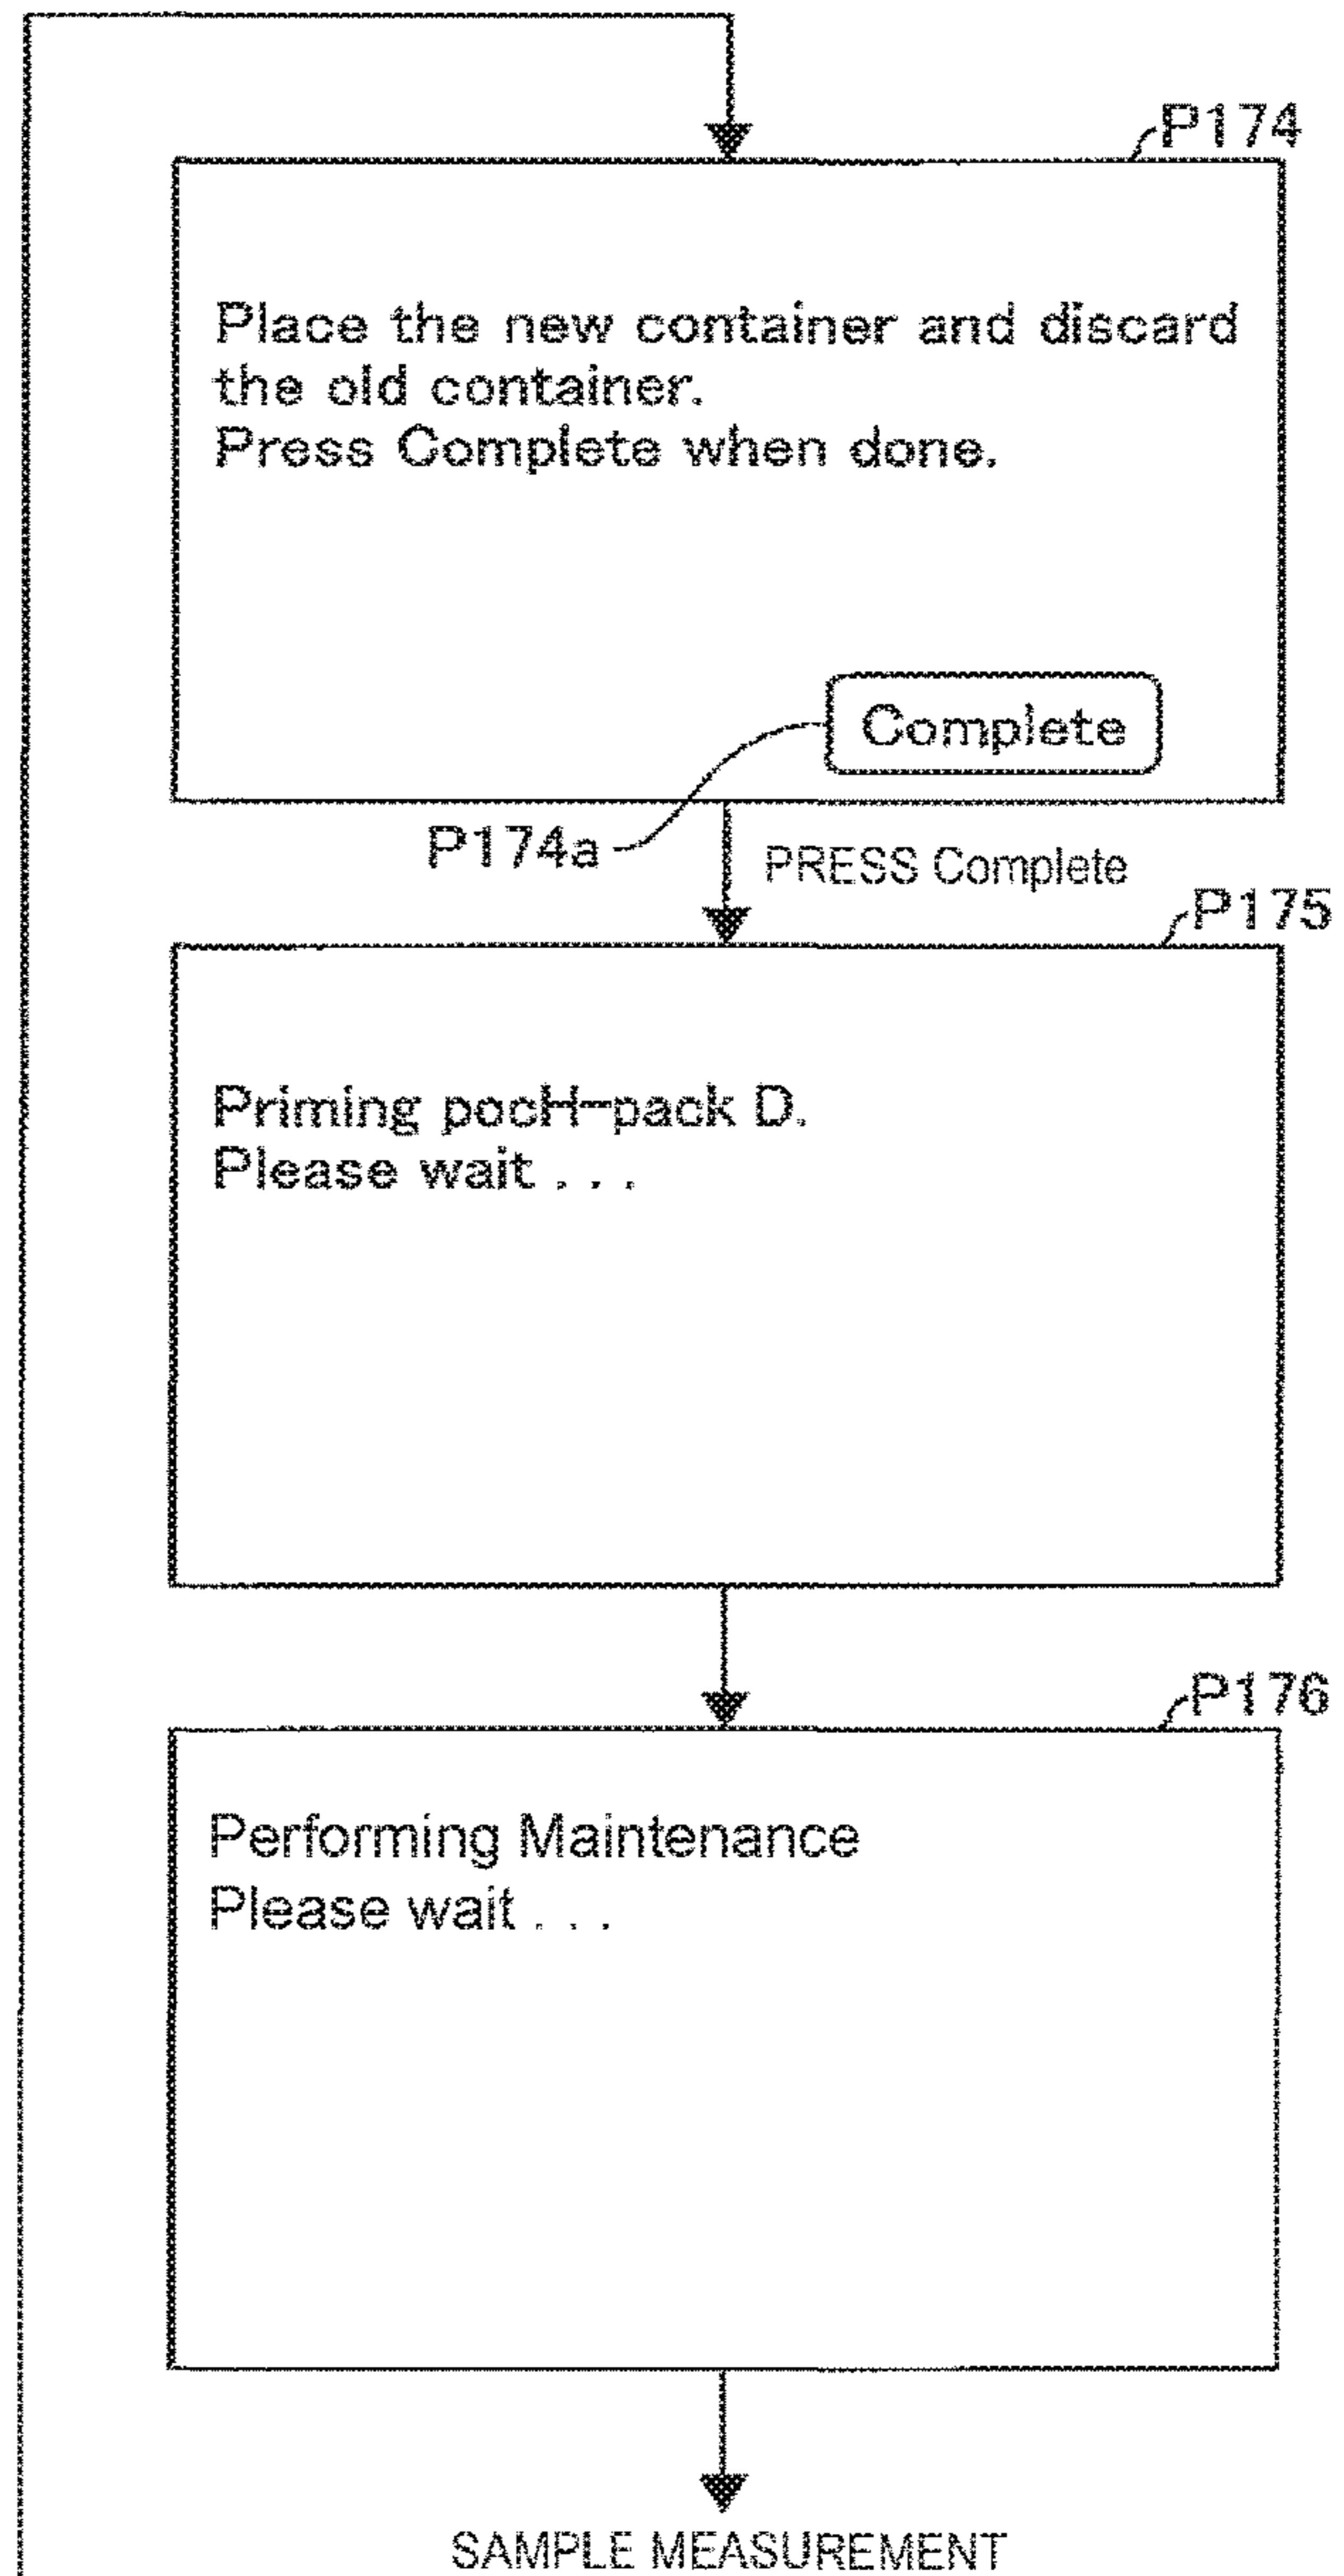 P174
Place the new container and discard
the old container.
Press Complete when done.
Complete
P174a
PRESS Complete
P175
Priming pocH-pack D.
Please wait . . .
P176
Performing Maintenance
Please wait . . .
SAMPLE MEASUREMENT